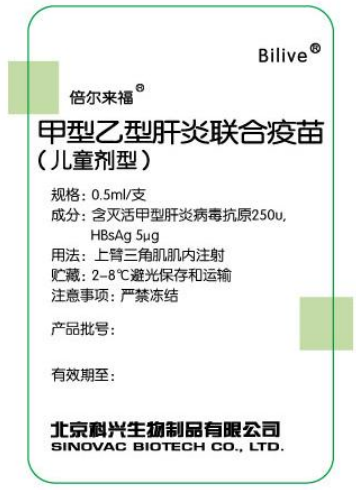 Bilive®
倍尔来福®
甲型乙型肝炎联合疫苗
（儿童剂型）
规格：0.5ml/支
成分：含灭活甲型肝炎病毒抗原250u,
HBsAg 5μg
用法：上臂三角肌肌内注射
贮藏：2-8℃避光保存和运输
注意事项：严禁冻结
产品批号：
有效期至：
北京科兴生物制品有限公司
SINOVAC BIOTECH CO., LTD.